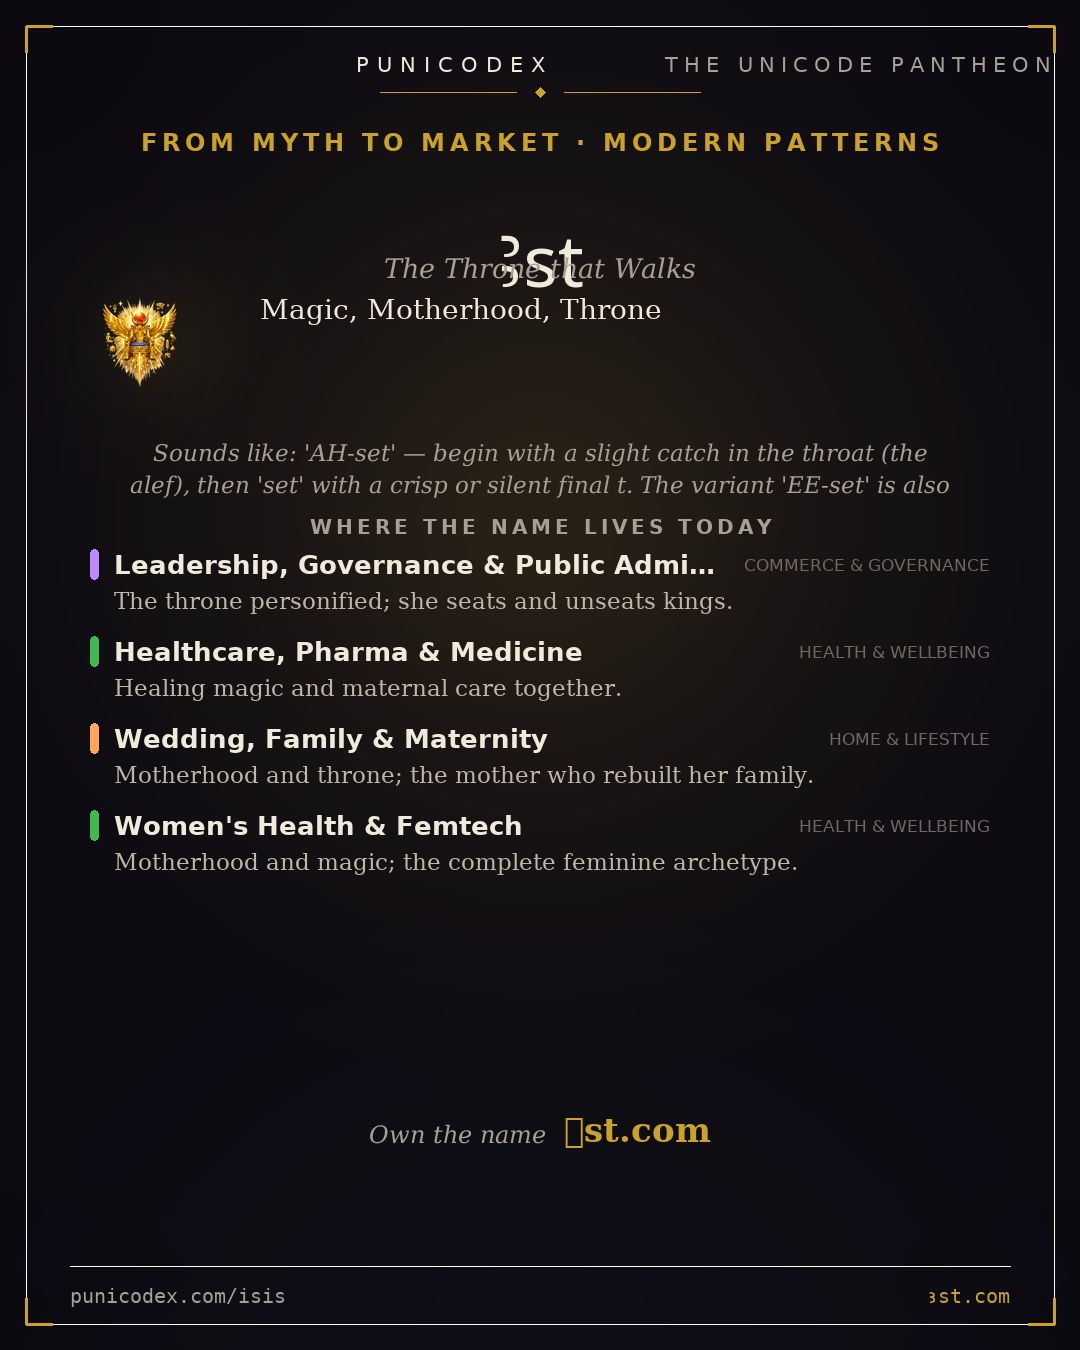 PUNICODEX THE UNICODE PANTHEON
FROM MYTH TO MARKET · MODERN PATTERNS
ꜣst
The Throne that Walks
Magic, Motherhood, Throne
Sounds like: 'AH-set' — begin with a slight catch in the throat (the
alef), then 'set' with a crisp or silent final t. The variant 'EE-set' is also
WHERE THE NAME LIVES TODAY
Leadership, Governance & Public Admi… COMMERCE & GOVERNANCE
The throne personified; she seats and unseats kings.
Healthcare, Pharma & Medicine HEALTH & WELLBEING
Healing magic and maternal care together.
Wedding, Family & Maternity HOME & LIFESTYLE
Motherhood and throne; the mother who rebuilt her family.
Women's Health & Femtech HEALTH & WELLBEING
Motherhood and magic; the complete feminine archetype.
Own the name st.com
punicodex.com/isis ꜣst.com